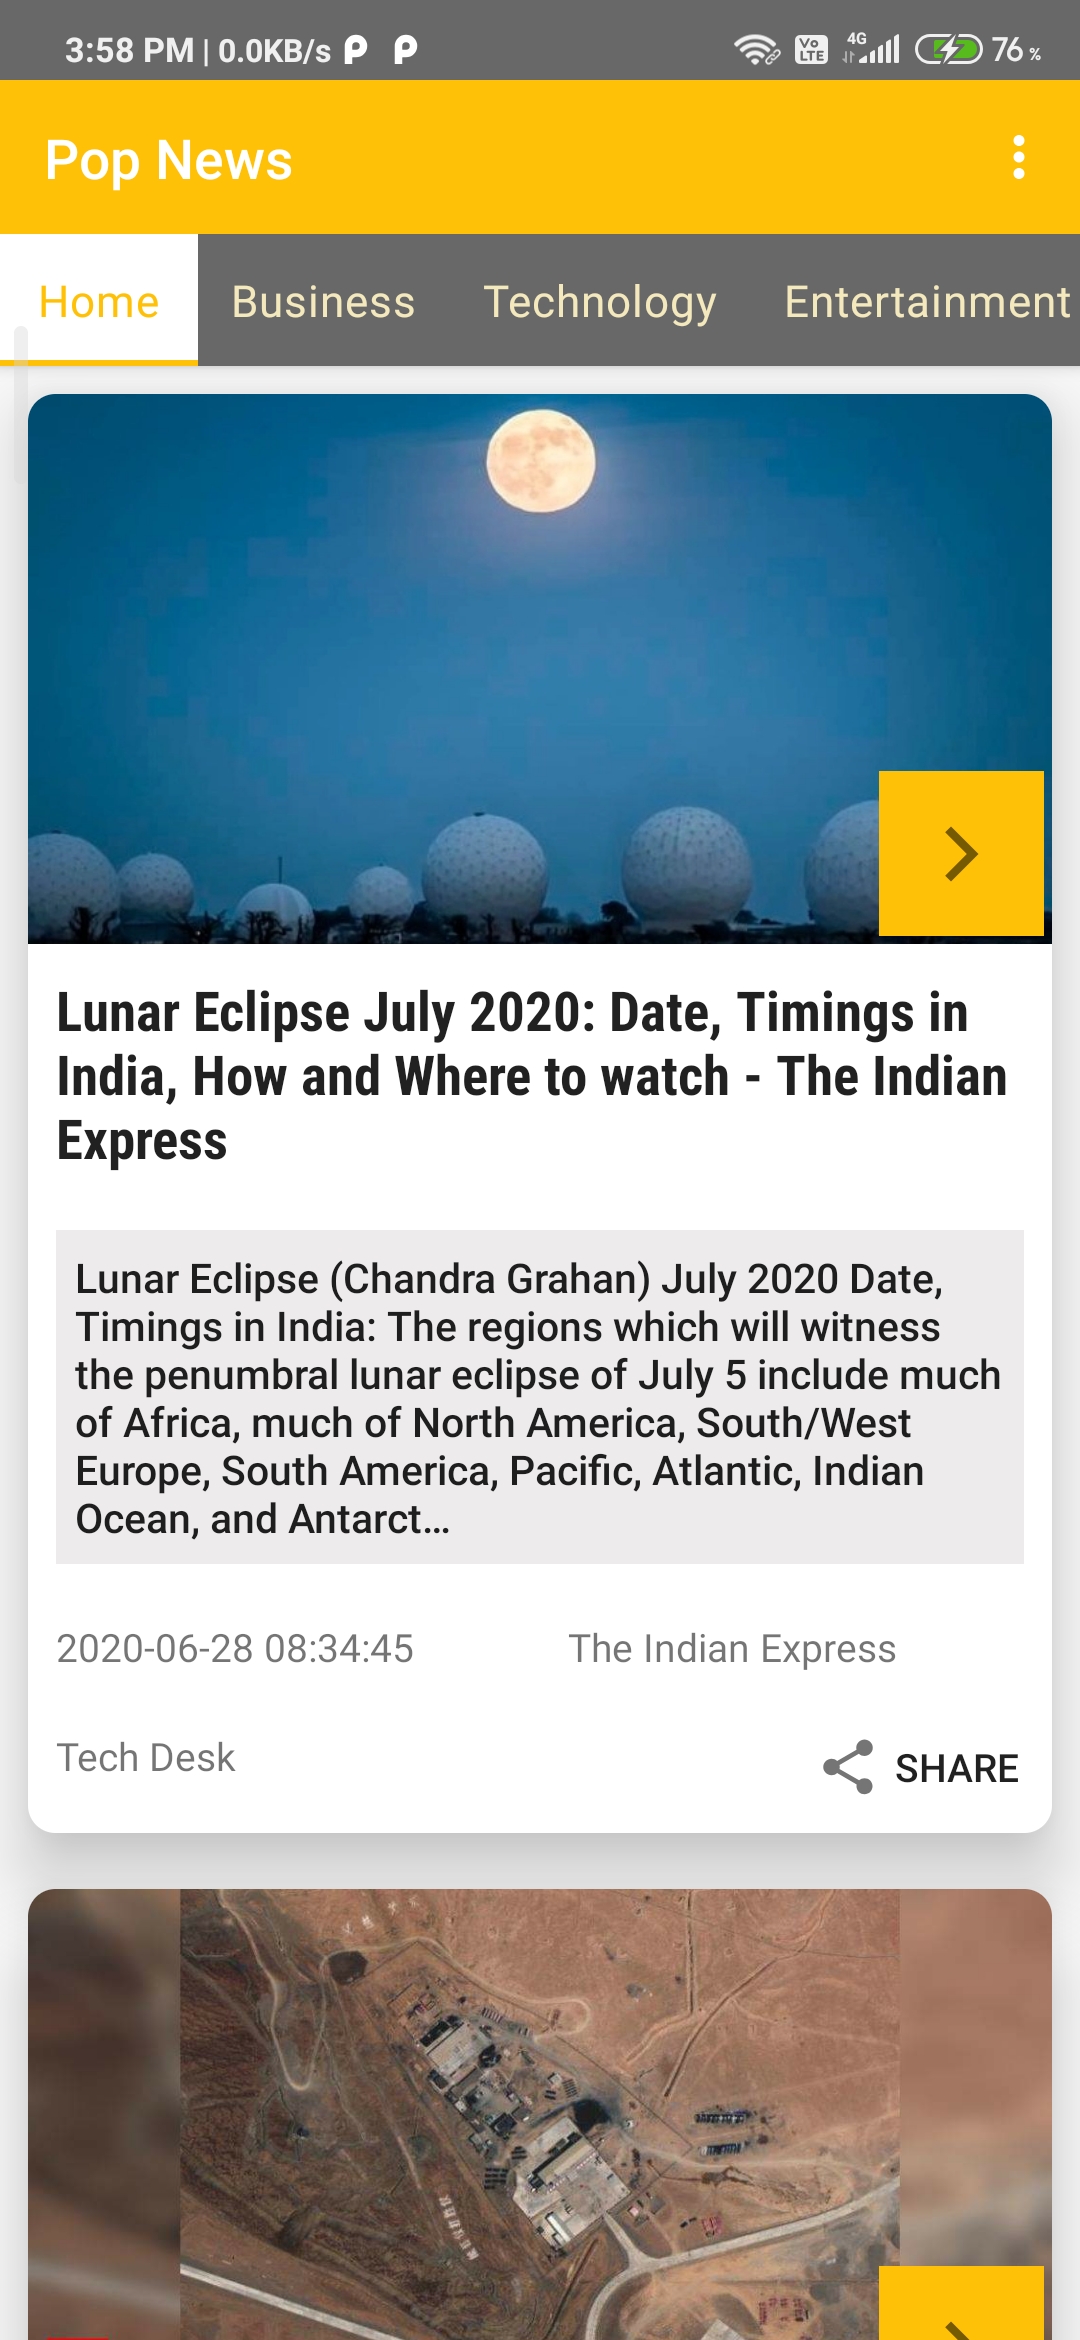 3:58 PM | 0.0KB/s
Vo LTE 4G 76 %
Pop News
Home Business Technology Entertainment
Lunar Eclipse July 2020: Date, Timings in
India, How and Where to watch - The Indian
Express
Lunar Eclipse (Chandra Grahan) July 2020 Date,
Timings in India: The regions which will witness
the penumbral lunar eclipse of July 5 include much
of Africa, much of North America, South/West
Europe, South America, Pacific, Atlantic, Indian
Ocean, and Antarct…
2020-06-28 08:34:45 The Indian Express
Tech Desk
SHARE